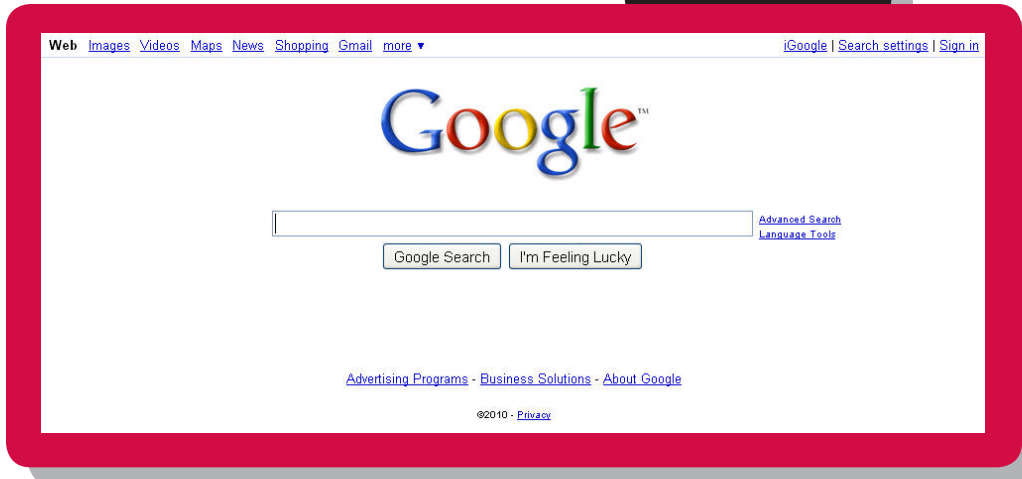 Web Images Videos Maps News Shopping Gmail more ▼ iGoogle | Search settings | Sign in
Google™
Advanced Search
Language Tools
Google Search I'm Feeling Lucky
Advertising Programs - Business Solutions - About Google
©2010 - Privacy